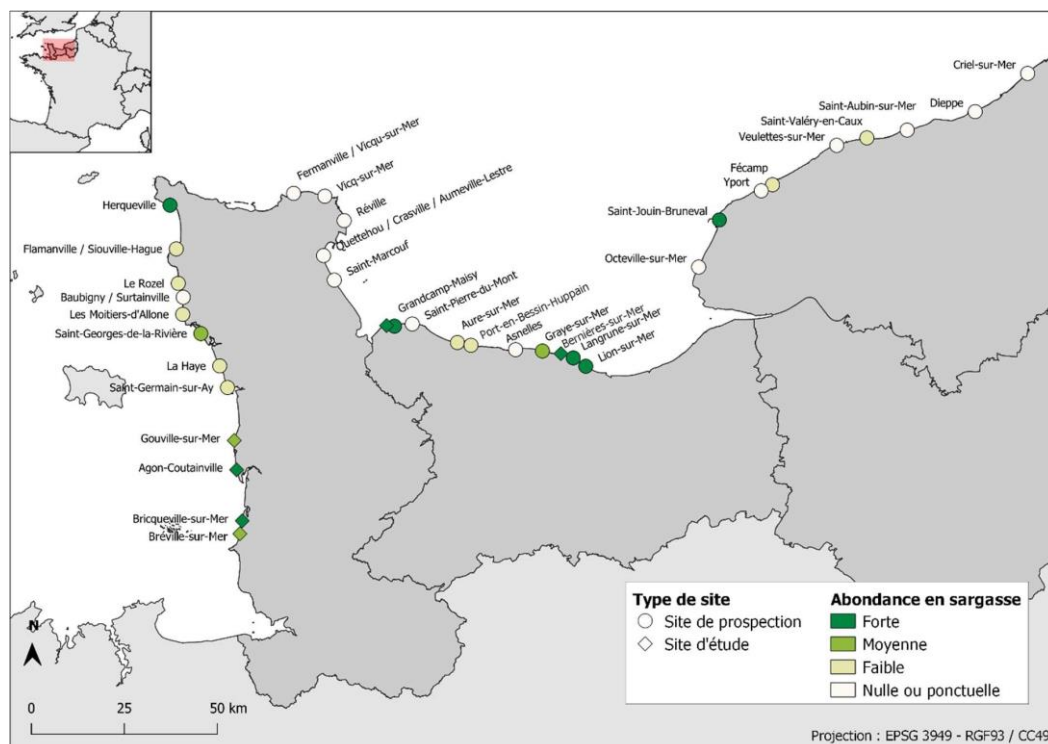 Criel-sur-Mer
Dieppe
Saint-Aubin-sur-Mer
Saint-Valéry-en-Caux
Veulettes-sur-Mer
Fécamp
Yport
Saint-Jouin-Bruneval
Octeville-sur-Mer
Fermanville / Vicqu-sur-Mer
Vicq-sur-Mer
Réville
Quettehou / Crasville / Aumeville-Lestre
Saint-Marcouf
Grandcamp-Maisy
Saint-Pierre-du-Mont
Aure-sur-Mer
Port-en-Bessin-Huppain
Asnelles
Graye-sur-Mer
Bernières-sur-Mer
Langrune-sur-Mer
Lion-sur-Mer
Herqueville
Flamanville / Siouville-Hague
Le Rozel
Baubigny / Surtainville
Les Moitiers-d'Allone
Saint-Georges-de-la-Rivière
La Haye
Saint-Germain-sur-Ay
Gouville-sur-Mer
Agon-Coutainville
Bricqueville-sur-Mer
Bréville-sur-Mer
N
0 25 50 km
Type de site
Site de prospection
Site d'étude
Abondance en sargasse
Forte
Moyenne
Faible
Nulle ou ponctuelle
Projection : EPSG 3949 - RGF93 / CC49